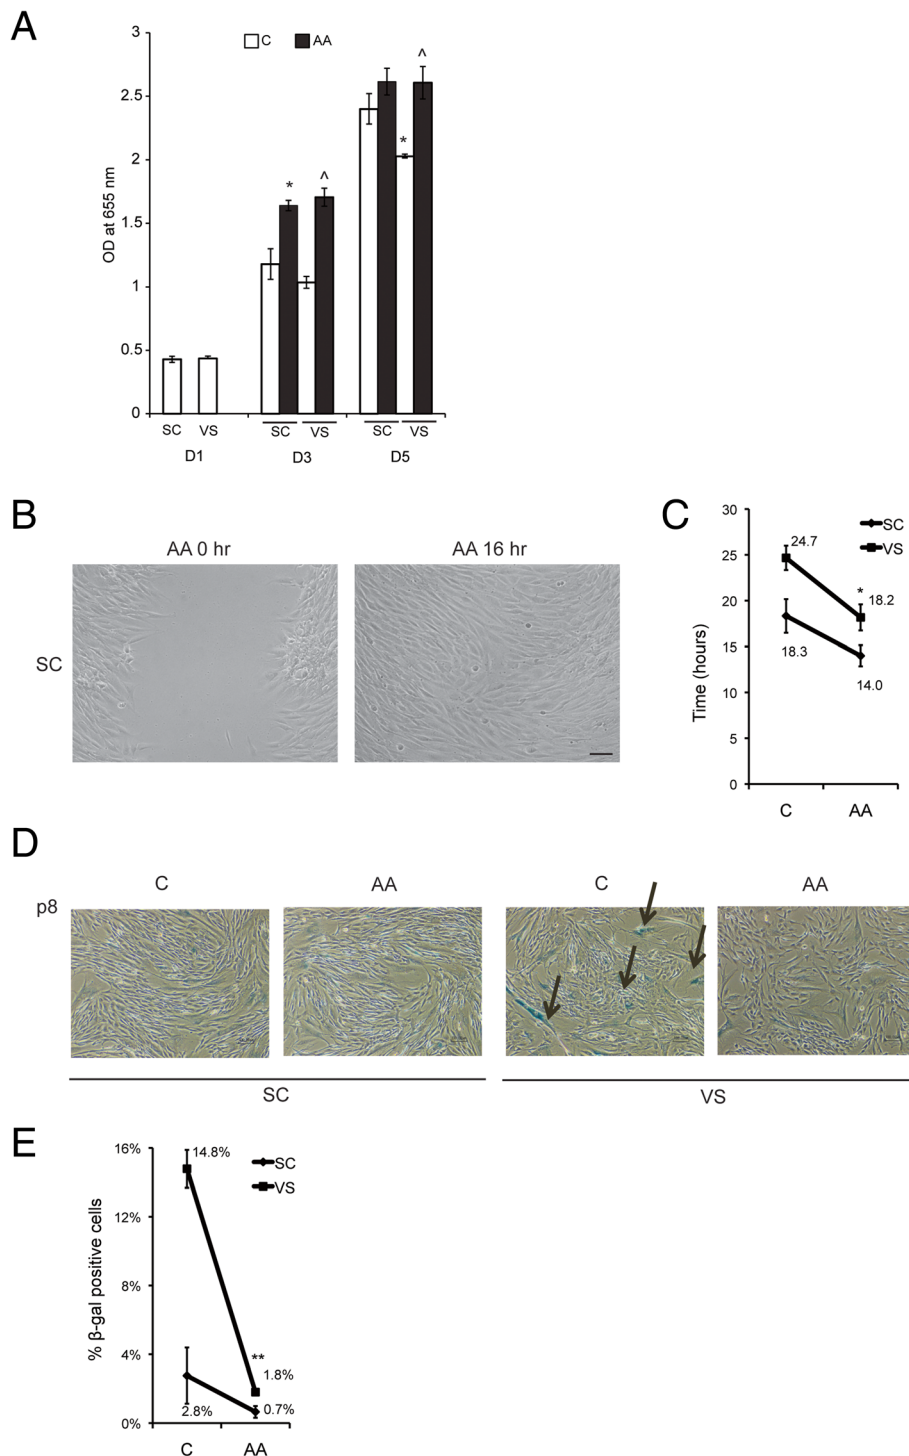 A
3
2.5
2
1.5
1
0.5
0
OD at 655 nm
C AA
* ^ * ^
SC VS SC VS SC VS
D1 D3 D5
B
AA 0 hr AA 16 hr
SC
C
30
25
20
15
10
5
0
Time (hours)
SC
VS
24.7
* 18.2
18.3
14.0
C AA
D
C AA C AA
p8
SC VS
E
16%
12%
8%
4%
0%
% β-gal positive cells
SC
VS
14.8%
**
1.8%
2.8% 0.7%
C AA